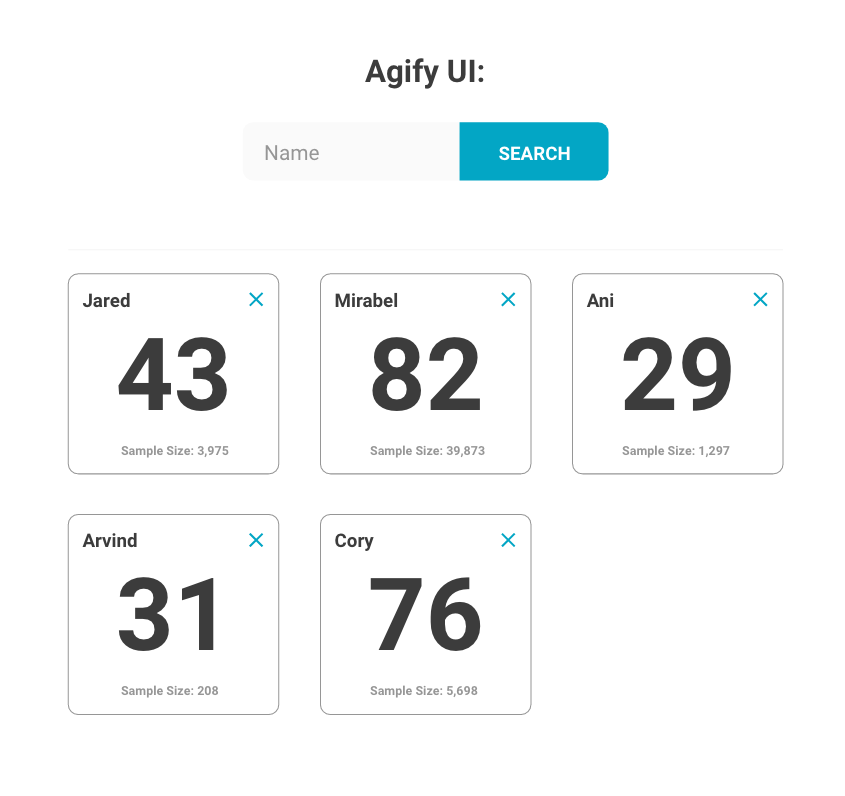 Agify UI:
Name
SEARCH
Jared
43
Sample Size: 3,975
Mirabel
82
Sample Size: 39,873
Ani
29
Sample Size: 1,297
Arvind
31
Sample Size: 208
Cory
76
Sample Size: 5,698